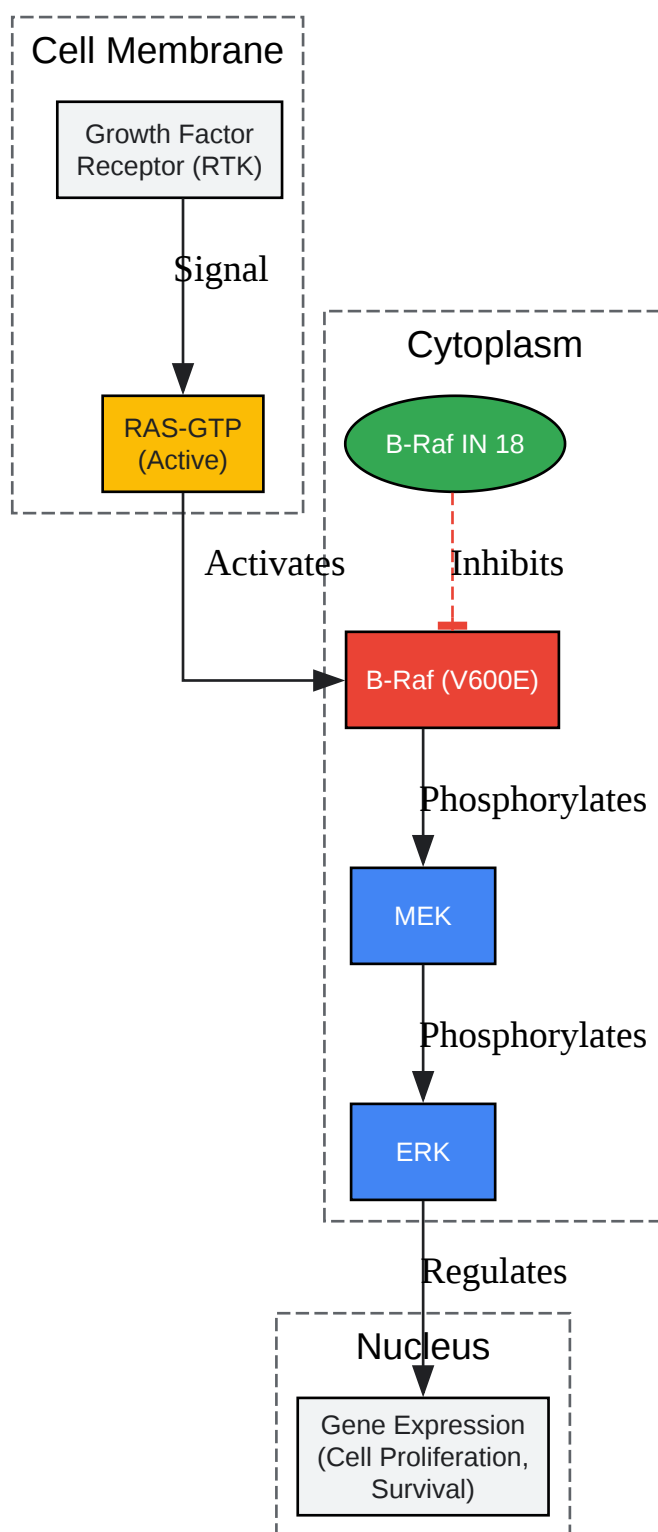 Cell Membrane
Growth Factor
Receptor (RTK)
Signal
RAS-GTP
(Active)
Cytoplasm
B-Raf IN 18
Activates
Inhibits
B-Raf (V600E)
Phosphorylates
MEK
Phosphorylates
ERK
Regulates
Nucleus
Gene Expression
(Cell Proliferation,
Survival)